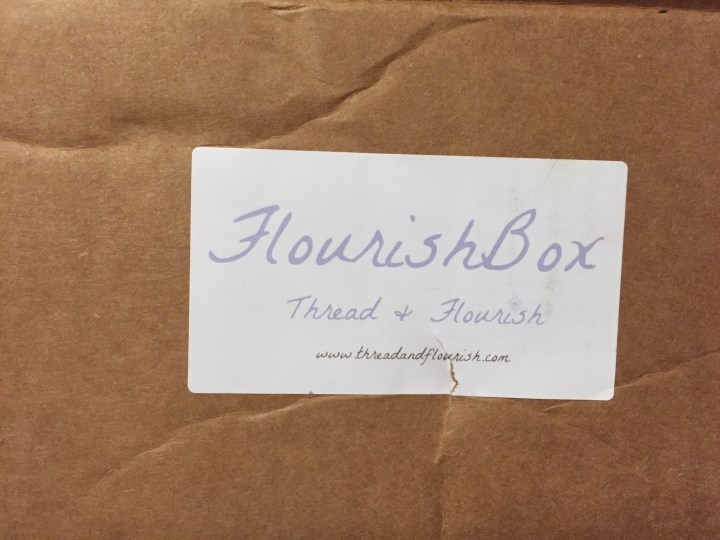 FlourishBox
Thread & Flourish
www.threadandflourish.com